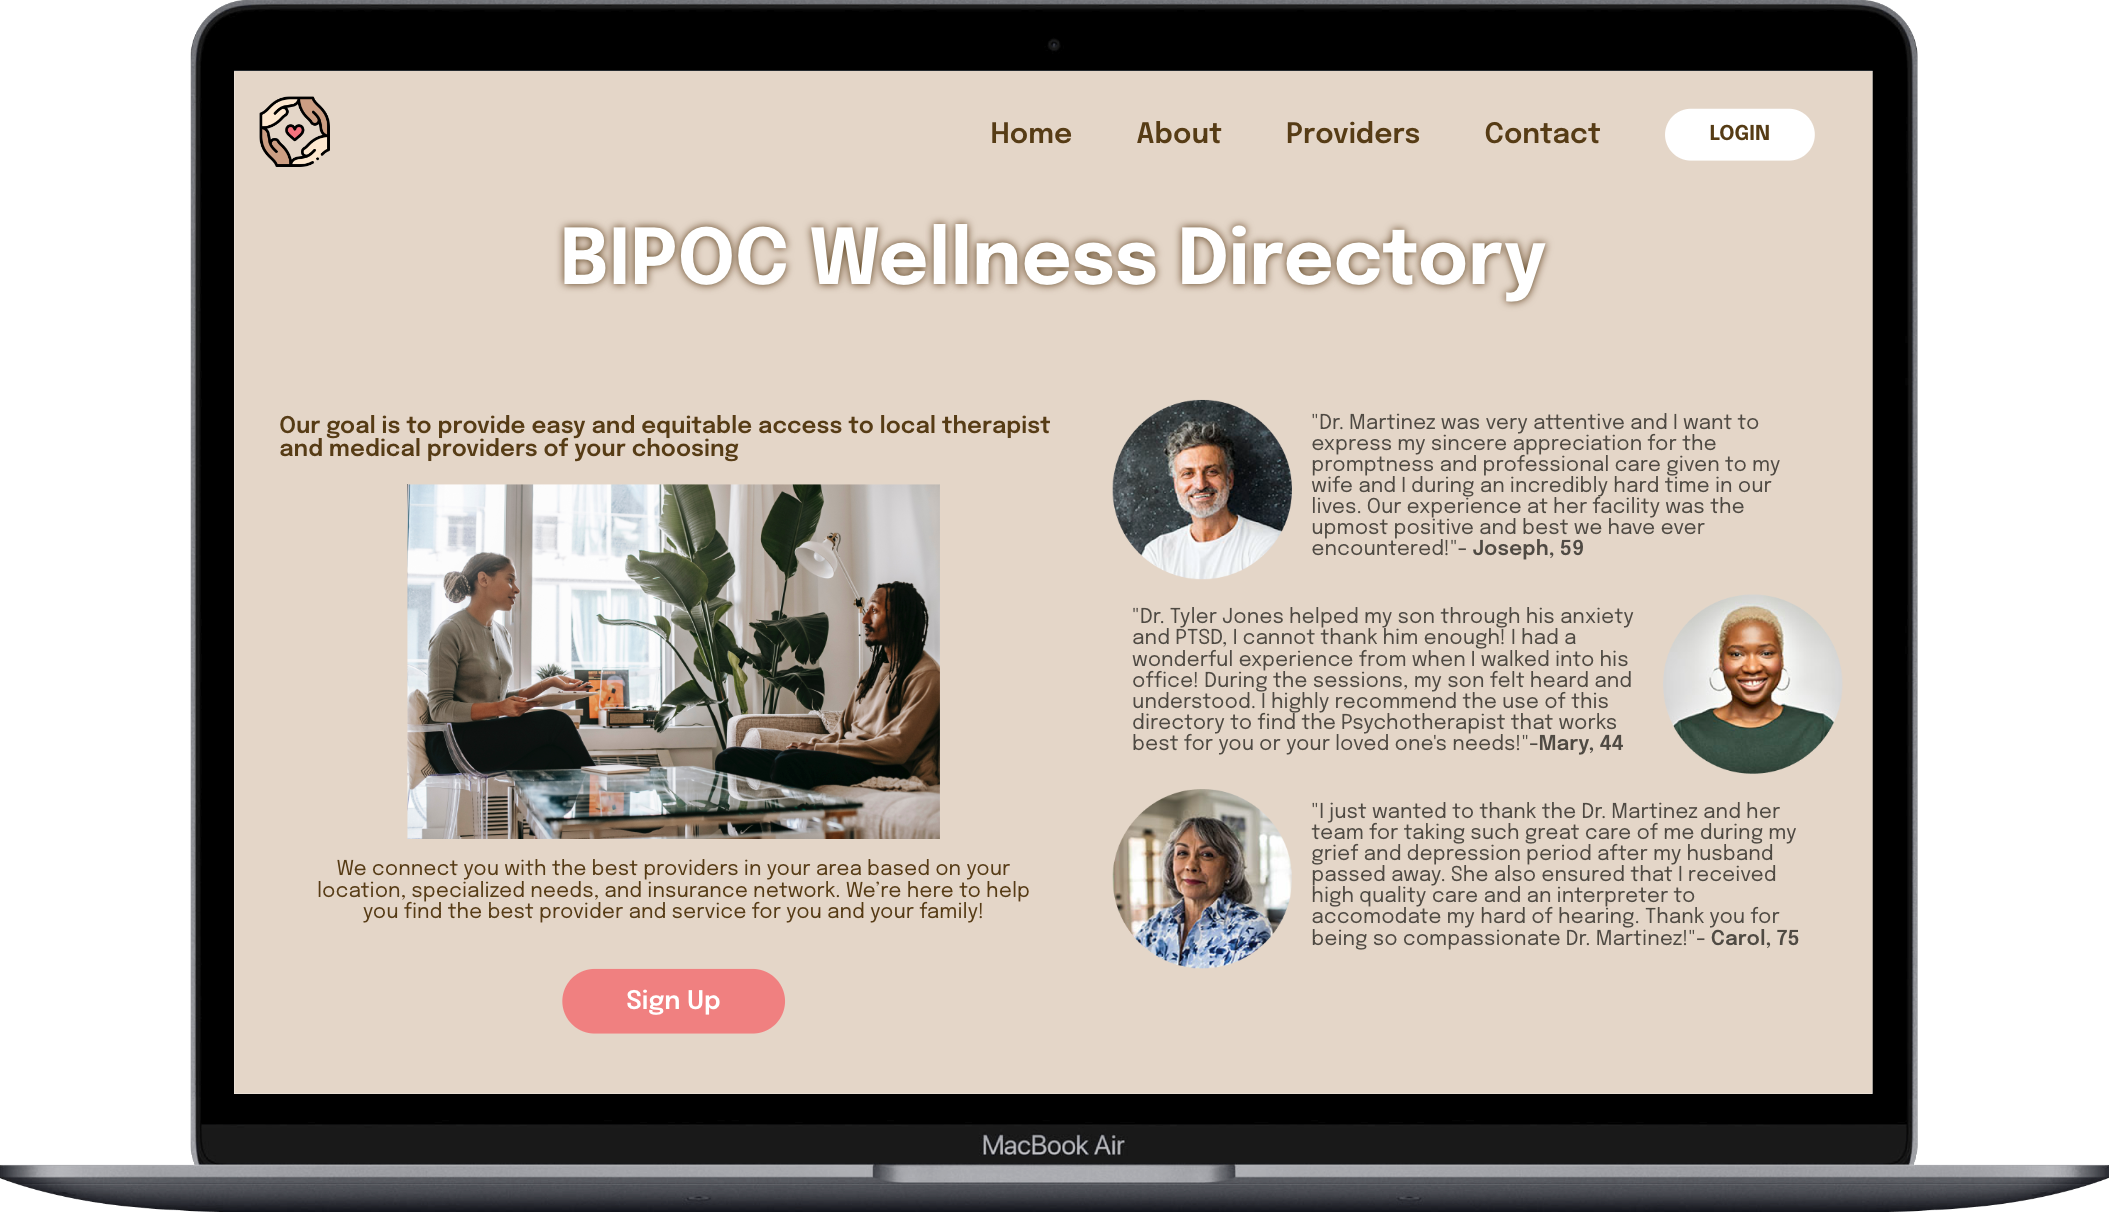 Home About Providers Contact LOGIN
BIPOC Wellness Directory
Our goal is to provide easy and equitable access to local therapist
and medical providers of your choosing
We connect you with the best providers in your area based on your
location, specialized needs, and insurance network. We’re here to help
you find the best provider and service for you and your family!
Sign Up
"Dr. Martinez was very attentive and I want to
express my sincere appreciation for the
promptness and professional care given to my
wife and I during an incredibly hard time in our
lives. Our experience at her facility was the
upmost positive and best we have ever
encountered!"- Joseph, 59
"Dr. Tyler Jones helped my son through his anxiety
and PTSD, I cannot thank him enough! I had a
wonderful experience from when I walked into his
office! During the sessions, my son felt heard and
understood. I highly recommend the use of this
directory to find the Psychotherapist that works
best for you or your loved one's needs!"-Mary, 44
"I just wanted to thank the Dr. Martinez and her
team for taking such great care of me during my
grief and depression period after my husband
passed away. She also ensured that I received
high quality care and an interpreter to
accomodate my hard of hearing. Thank you for
being so compassionate Dr. Martinez!"- Carol, 75
MacBook Air